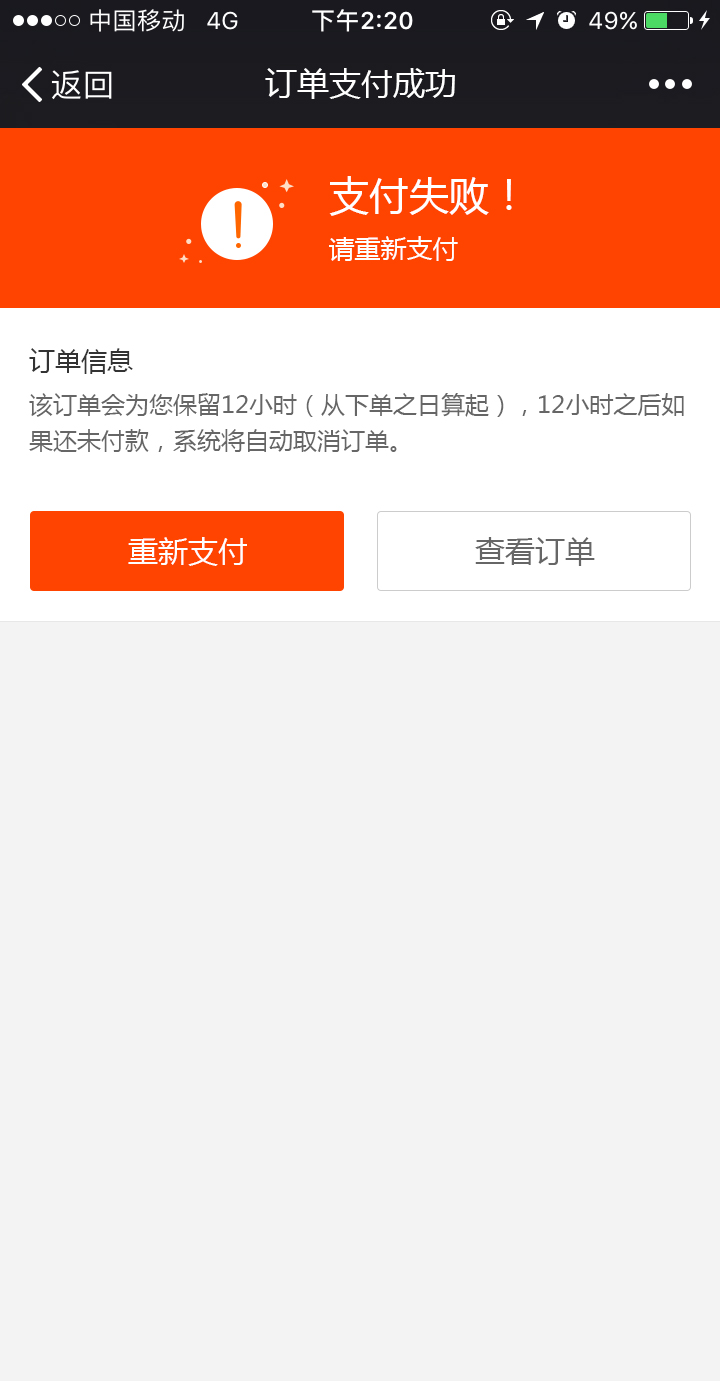 中国移动 4G 下午2:20 49%
返回 订单支付成功
支付失败！
请重新支付
订单信息
该订单会为您保留12小时（从下单之日算起），12小时之后如
果还未付款，系统将自动取消订单。
重新支付 查看订单